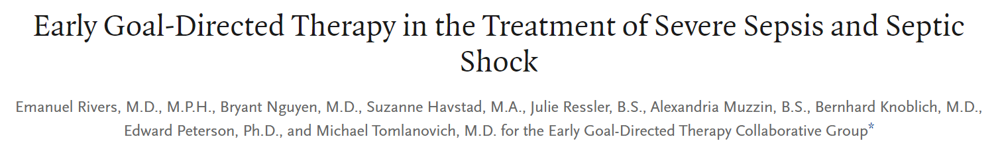 Early Goal-Directed Therapy in the Treatment of Severe Sepsis and Septic
Shock
Emanuel Rivers, M.D., M.P.H., Bryant Nguyen, M.D., Suzanne Havstad, M.A., Julie Ressler, B.S., Alexandria Muzzin, B.S., Bernhard Knoblich, M.D.,
Edward Peterson, Ph.D., and Michael Tomlanovich, M.D. for the Early Goal-Directed Therapy Collaborative Group*